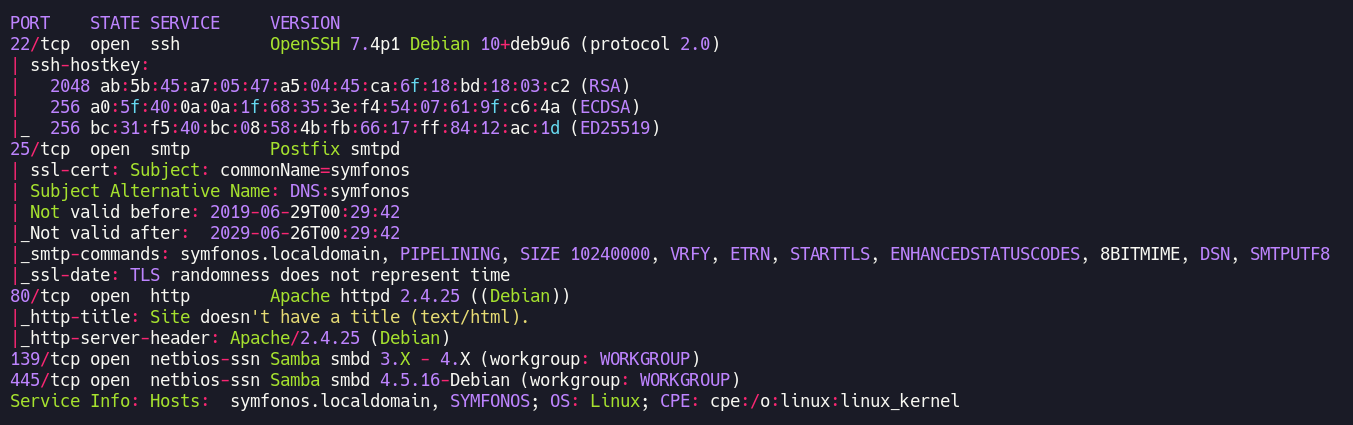 PORT    STATE SERVICE     VERSION
22/tcp  open  ssh         OpenSSH 7.4p1 Debian 10+deb9u6 (protocol 2.0)
| ssh-hostkey:
|   2048 ab:5b:45:a7:05:47:a5:04:45:ca:6f:18:bd:18:03:c2 (RSA)
|   256 a0:5f:40:0a:0a:1f:68:35:3e:f4:54:07:61:9f:c6:4a (ECDSA)
|_  256 bc:31:f5:40:bc:08:58:4b:fb:66:17:ff:84:12:ac:1d (ED25519)
25/tcp  open  smtp        Postfix smtpd
| ssl-cert: Subject: commonName=symfonos
| Subject Alternative Name: DNS:symfonos
| Not valid before: 2019-06-29T00:29:42
|_Not valid after:  2029-06-26T00:29:42
|_smtp-commands: symfonos.localdomain, PIPELINING, SIZE 10240000, VRFY, ETRN, STARTTLS, ENHANCEDSTATUSCODES, 8BITMIME, DSN, SMTPUTF8
|_ssl-date: TLS randomness does not represent time
80/tcp  open  http        Apache httpd 2.4.25 ((Debian))
|_http-title: Site doesn't have a title (text/html).
|_http-server-header: Apache/2.4.25 (Debian)
139/tcp open  netbios-ssn Samba smbd 3.X - 4.X (workgroup: WORKGROUP)
445/tcp open  netbios-ssn Samba smbd 4.5.16-Debian (workgroup: WORKGROUP)
Service Info: Hosts:  symfonos.localdomain, SYMFONOS; OS: Linux; CPE: cpe:/o:linux:linux_kernel